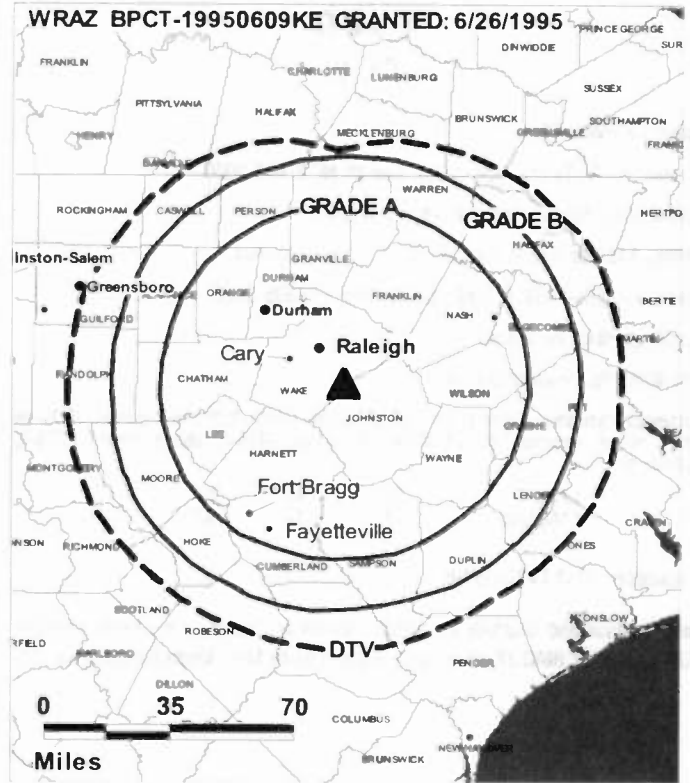 WRAZ BPCT-19950609KE GRANTED: 6/26/1995
PRINCE GEORGE
SUR
DINWIDDIE
FRANKLIN
CHARLOTTE
LUNENBURG
SUSSEX
PITTSYLVANIA
HALIFAX
BRUNSWICK
SOUTHAMPTON
HENRY
MECKLENBURG
GREENSVILLE
WARREN
ROCKINGHAM
CASWELL
PERSON
GRADE A
GRADE B
HERTFO
HALIFAX
GRANVILLE
inston-Salem
DURHAM
Greensboro
ORANGE
FRANKLIN
BERTIE
Durham
NASH
GUILFORD
EDGECOMBE
MARTIN
Raleigh
Cary
RANDOLPH
CHATHAM
WAKE
WILSON
PITT
JOHNSTON
GREENE
LEE
HARNETT
WAYNE
MONTGOMERY
MOORE
Fort Bragg
LENOIR
CRAVEN
Fayetteville
NSON
RICHMOND
HOKE
JONES
CUMBERLAND
SAMPSON
DUPLIN
SCOTLAND
ONSLOW
ROBESON
DTV
RFIELD
MARLBORO
PENDER
DILLON
0 35 70
COLUMBUS
Miles
BRUNSWICK
NEW HANOVER